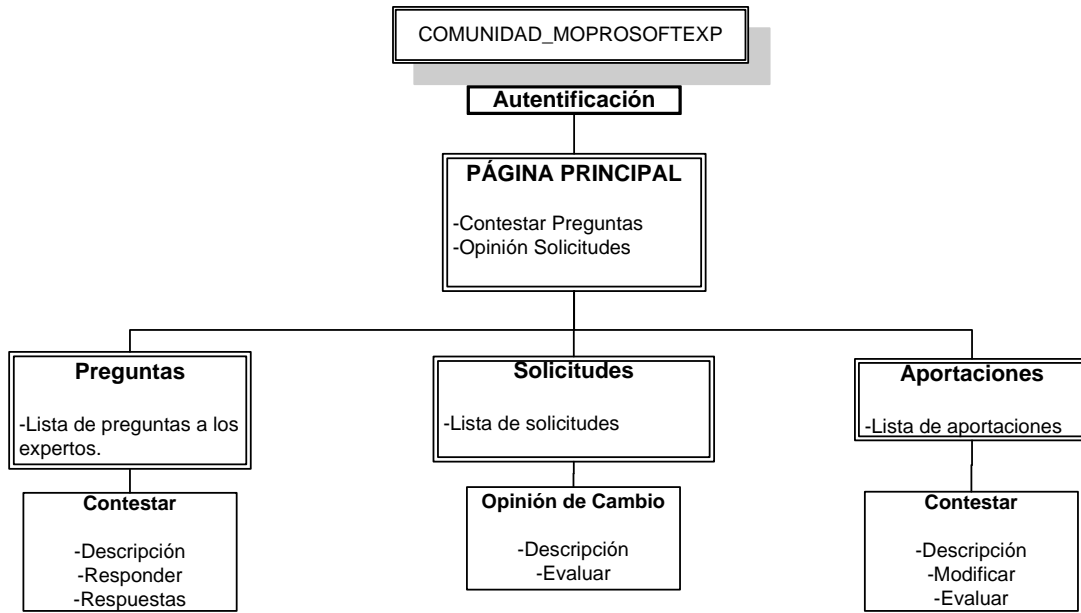 COMUNIDAD_MOPROSOFTEXP
Autentificación
PÁGINA PRINCIPAL
-Contestar Preguntas
-Opinión Solicitudes
Preguntas
-Lista de preguntas a los
expertos.
Solicitudes
-Lista de solicitudes
Aportaciones
-Lista de aportaciones
Contestar
-Descripción
-Responder
-Respuestas
Opinión de Cambio
-Descripción
-Evaluar
Contestar
-Descripción
-Modificar
-Evaluar